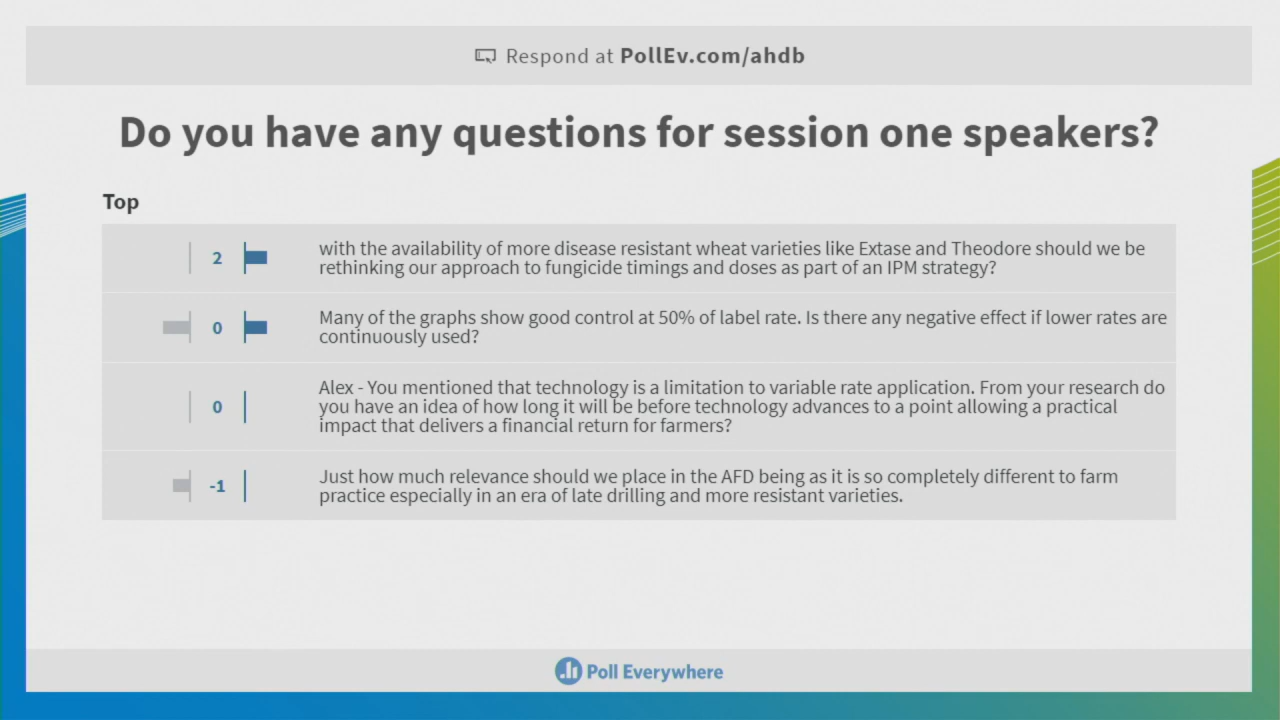 Respond at PollEv.com/ahdb
Do you have any questions for session one speakers?
Top
2
with the availability of more disease resistant wheat varieties like Extase and Theodore should we be
rethinking our approach to fungicide timings and doses as part of an IPM strategy?
0
Many of the graphs show good control at 50% of label rate. Is there any negative effect if lower rates are
continuously used?
0
Alex - You mentioned that technology is a limitation to variable rate application. From your research do
you have an idea of how long it will be before technology advances to a point allowing a practical
impact that delivers a financial return for farmers?
-1
Just how much relevance should we place in the AFD being as it is so completely different to farm
practice especially in an era of late drilling and more resistant varieties.
Poll Everywhere